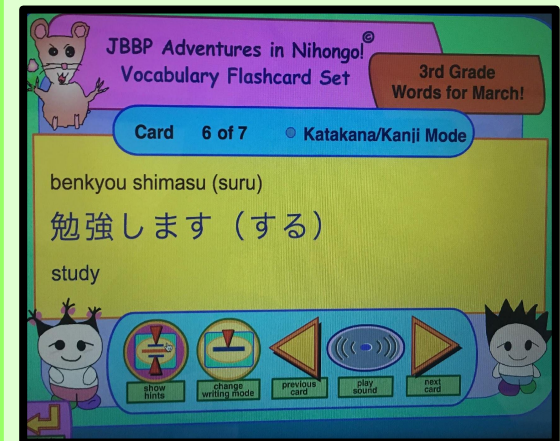 JBBP Adventures in Nihongo!©
Vocabulary Flashcard Set
3rd Grade
Words for March!
Card 6 of 7 Katakana/Kanji Mode
benkyou shimasu (suru)
勉強します（する）
study
show
hints
change
writing mode
previous
card
play
sound
next
card